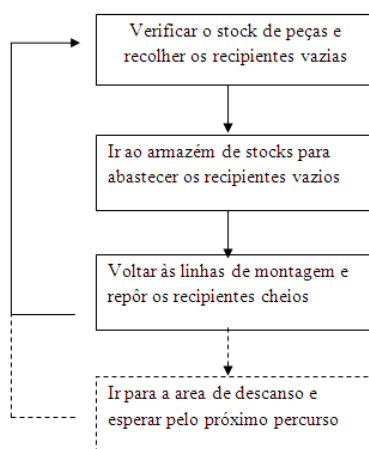 Verificar o stock de peças e
recolher os recipientes vazias
Ir ao armazém de stocks para
abastecer os recipientes vazios
Voltar às linhas de montagem e
repôr os recipientes cheios
Ir para a area de descanso e
esperar pelo próximo percurso